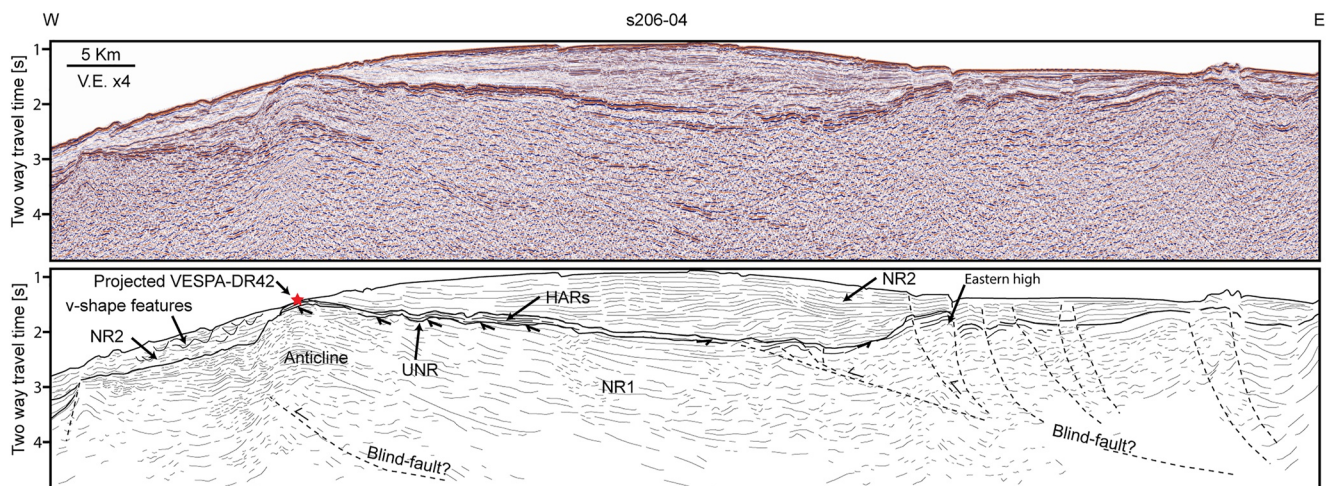 W s206-04 E
Two way travel time [s]
1
2
3
4
5 Km
V.E. x4
Two way travel time [s]
1
2
3
4
Projected VESPA-DR42
v-shape features
NR2
Anticline
HARs
UNR
NR1
NR2
Eastern high
Blind-fault?
Blind-fault?